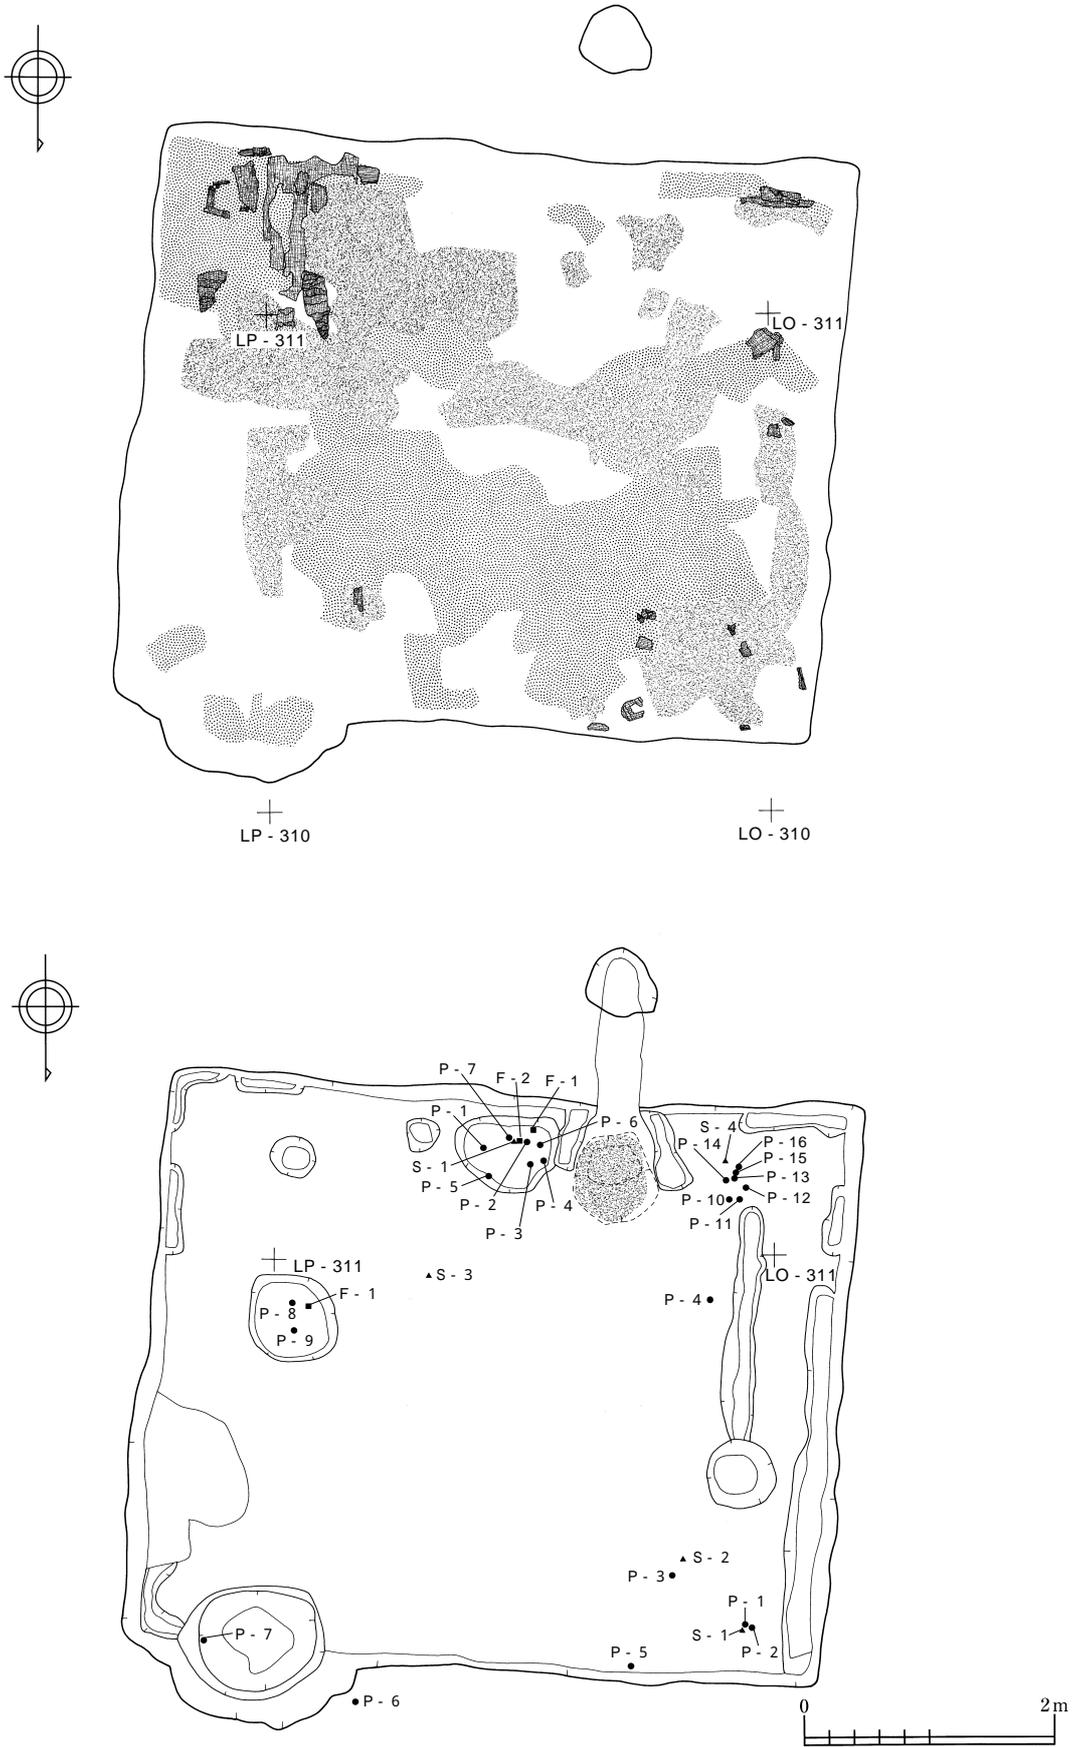 LP - 311
LO - 311
LP - 310
LO - 310
P - 7
F - 2
F - 1
P - 1
P - 6
S - 1
P - 5
P - 2
P - 4
P - 3
S - 4
P - 14
P - 16
P - 15
P - 13
P - 10
P - 12
P - 11
LP - 311
S - 3
LO - 311
F - 1
P - 8
P - 9
P - 4
S - 2
P - 3
P - 1
S - 1
P - 2
P - 7
P - 5
P - 6
0
2m